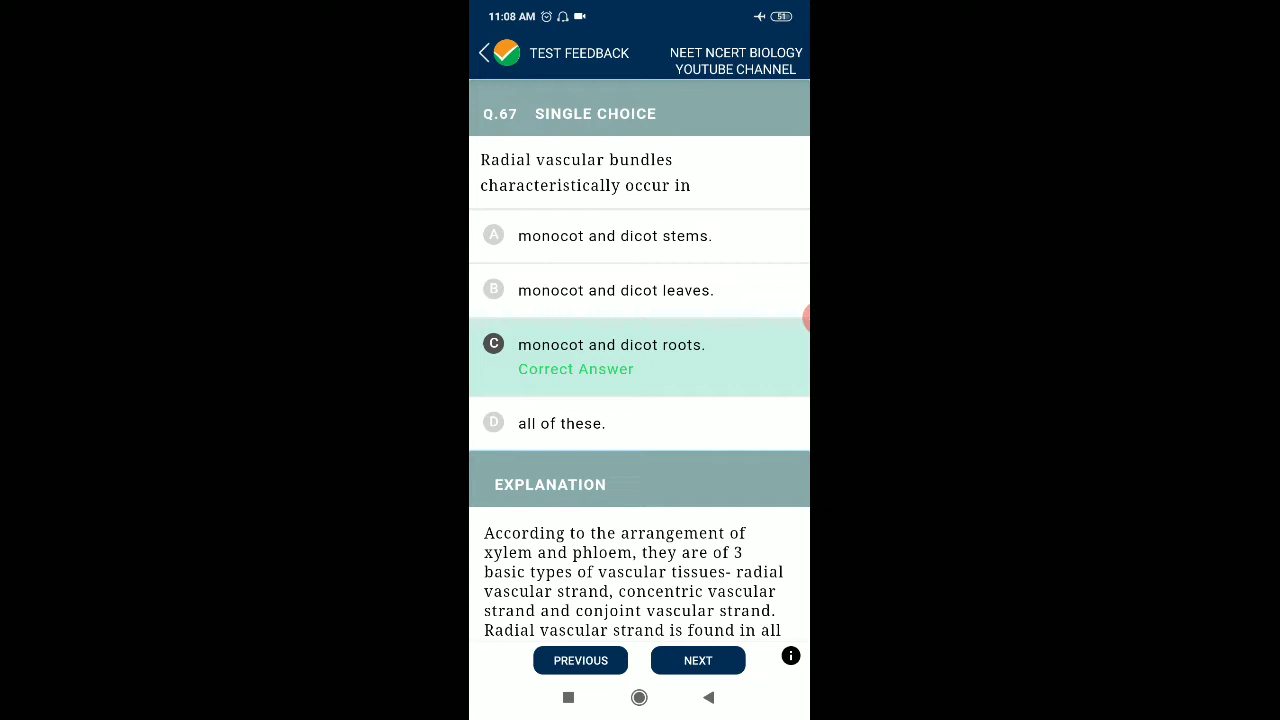 11:08 AM 51
TEST FEEDBACK
NEET NCERT BIOLOGY
YOUTUBE CHANNEL
Q.67 SINGLE CHOICE
Radial vascular bundles
characteristically occur in
A monocot and dicot stems.
B monocot and dicot leaves.
C monocot and dicot roots.
Correct Answer
D all of these.
EXPLANATION
According to the arrangement of
xylem and phloem, they are of 3
basic types of vascular tissues- radial
vascular strand, concentric vascular
strand and conjoint vascular strand.
Radial vascular strand is found in all
PREVIOUS NEXT